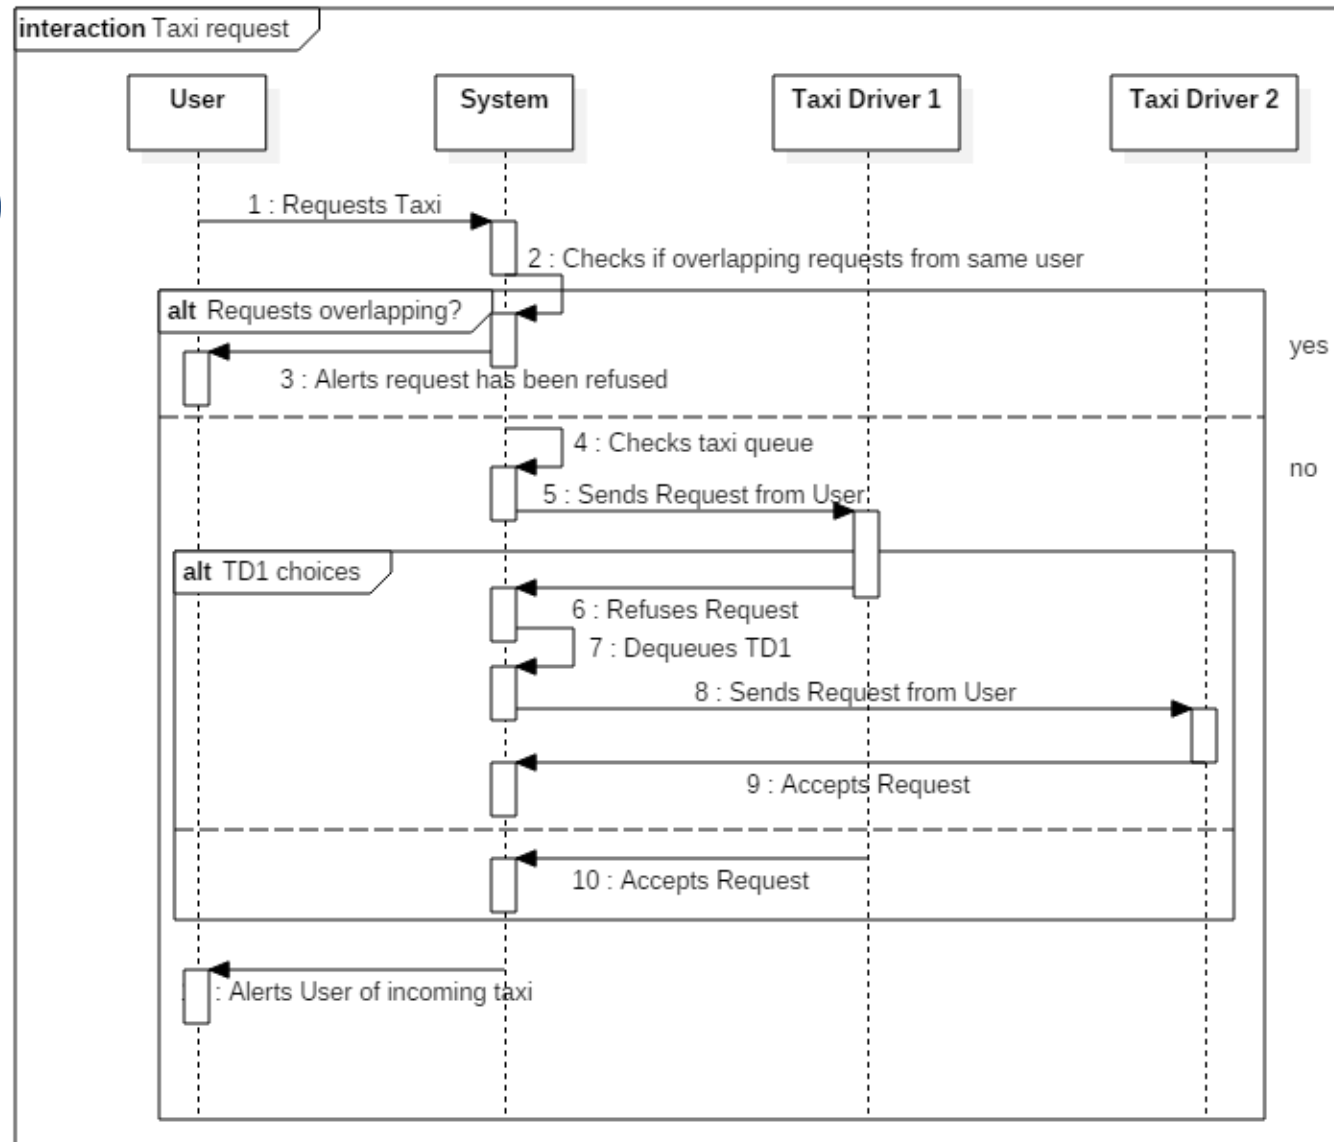 interaction Taxi request
User
System
Taxi Driver 1
Taxi Driver 2
1 : Requests Taxi
2 : Checks if overlapping requests from same user
alt Requests overlapping?
yes
3 : Alerts request has been refused
4 : Checks taxi queue
no
5 : Sends Request from User
alt TD1 choices
6 : Refuses Request
7 : Dequeues TD1
8 : Sends Request from User
9 : Accepts Request
10 : Accepts Request
: Alerts User of incoming taxi